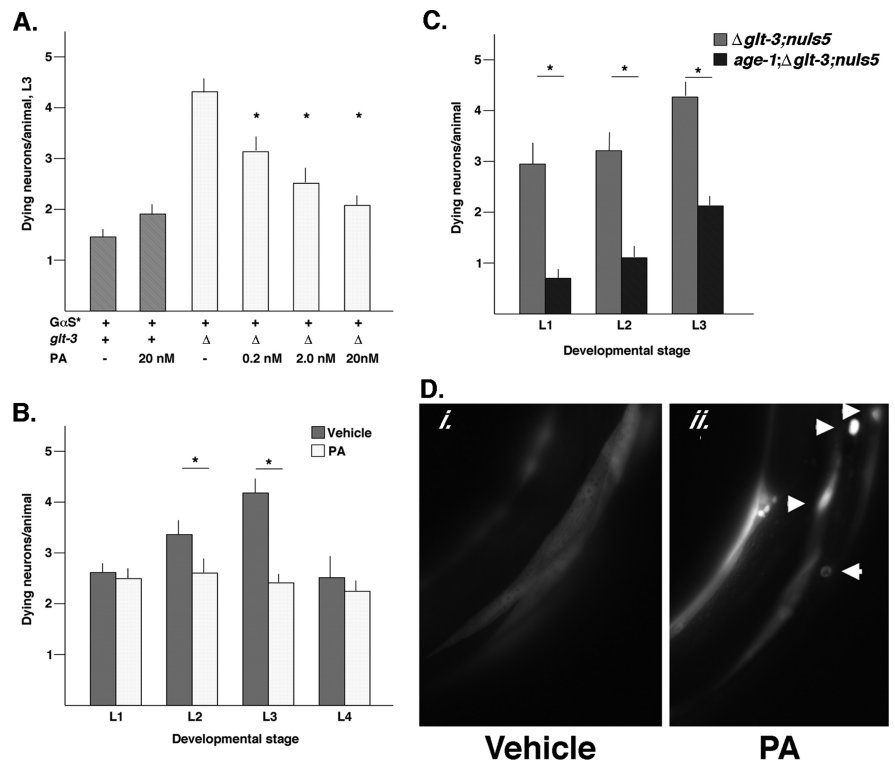 A.
Dying neurons/animal, L3
5
4
3
2
1
GαS* + + + + + +
glt-3 + + Δ Δ Δ Δ
PA - 20 nM - 0.2 nM 2.0 nM 20nM
* * *
B.
Dying neurons/animal
5
4
3
2
1
Vehicle
PA
* *
L1 L2 L3 L4
Developmental stage
C.
Δglt-3;nuIs5
age-1;Δglt-3;nuIs5
Dying neurons/animal
5
4
3
2
1
* * *
L1 L2 L3
Developmental stage
D.
i.
ii.
Vehicle
PA